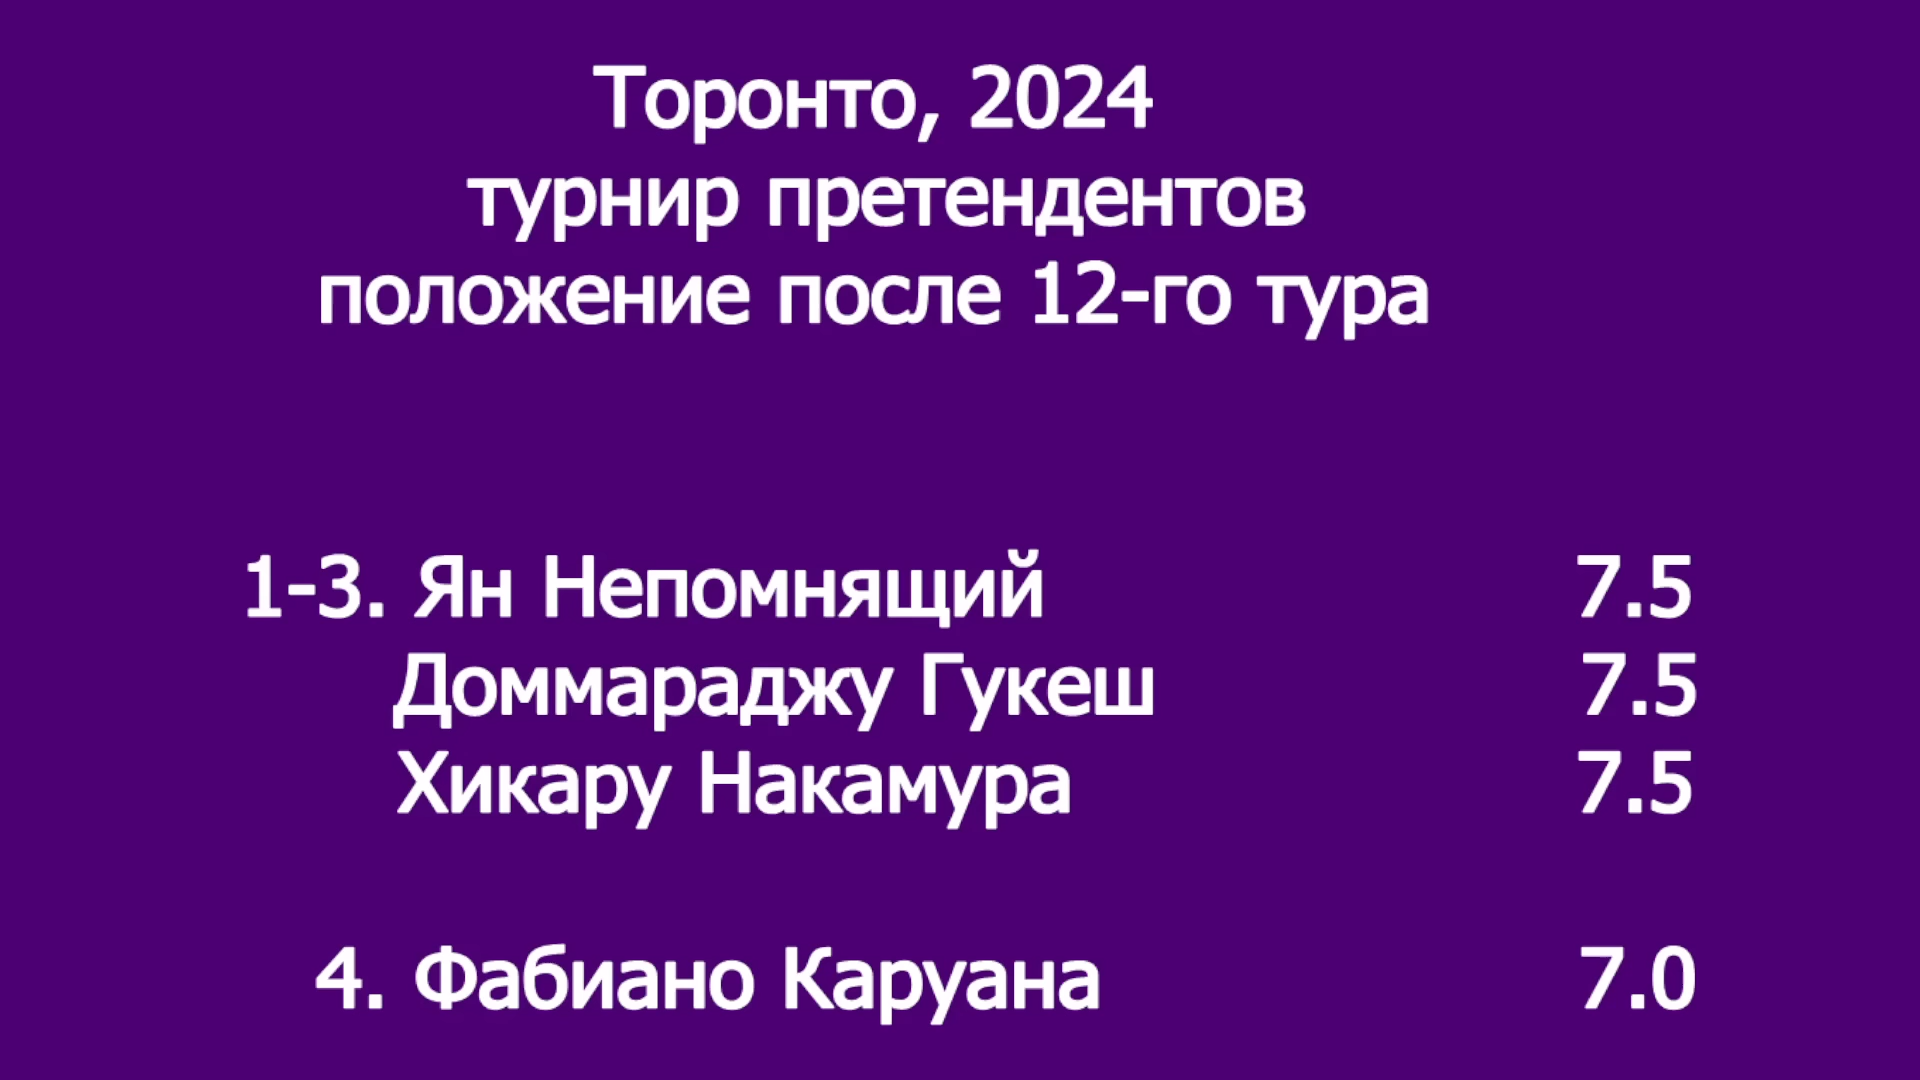 Торонто, 2024
турнир претендентов
положение после 12-го тура
1-3. Ян Непомнящий 7.5
Доммараджу Гукеш 7.5
Хикару Накамура 7.5
4. Фабиано Каруана 7.0